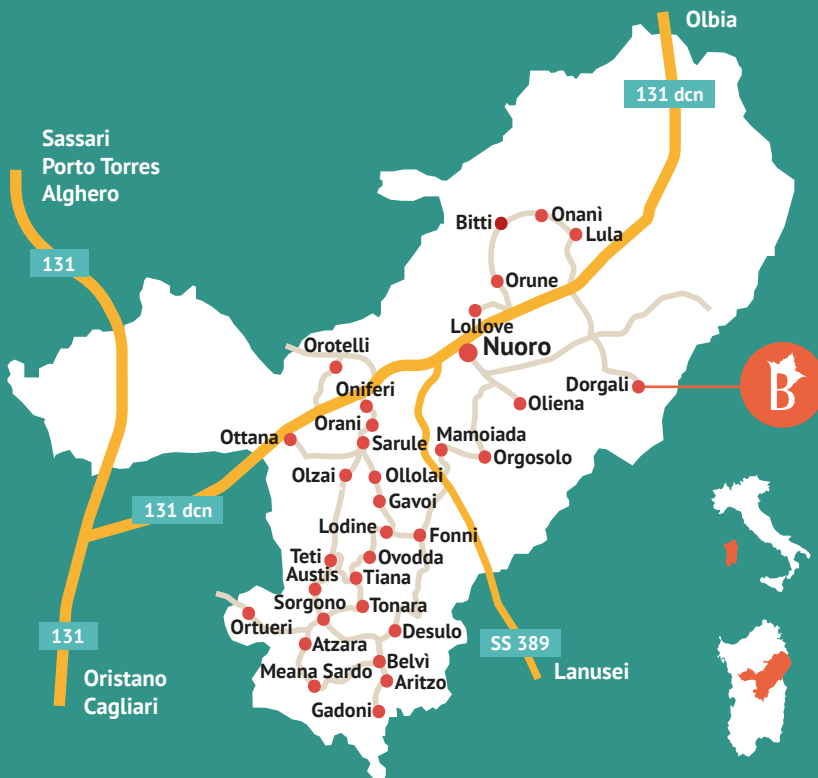 Olbia
131 dcn
Sassari
Porto Torres
Alghero
131
Bitti
Onanì
Lula
Orune
Lollove
Nuoro
Orotelli
Oniferi
Dorgali
B
Oliena
Orani
Ottana
Sarule
Mamoiada
Orgosolo
Olzai
Ollolai
Gavoi
131 dcn
Lodine
Fonni
Teti
Ovodda
Austis
Tiana
Sorgono
Tonara
Ortueri
Desulo
131
Atzara
SS 389
Belvì
Lanusei
Meana Sardo
Aritzo
Oristano
Cagliari
Gadoni